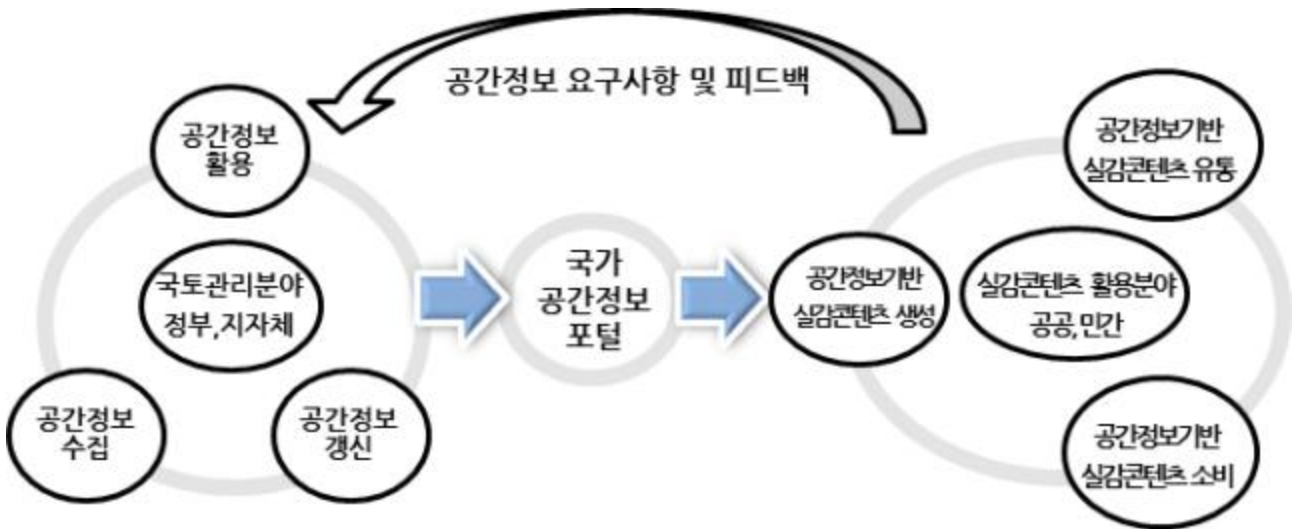 공간정보 요구사항 및 피드백
공간정보
활용
국토관리분야
정부,지자체
공간정보
수집
공간정보
갱신
국가
공간정보
포털
공간정보기반
실감콘텐츠 생성
공간정보기반
실감콘텐츠 유통
실감콘텐츠 활용분야
공공,민간
공간정보기반
실감콘텐츠 소비